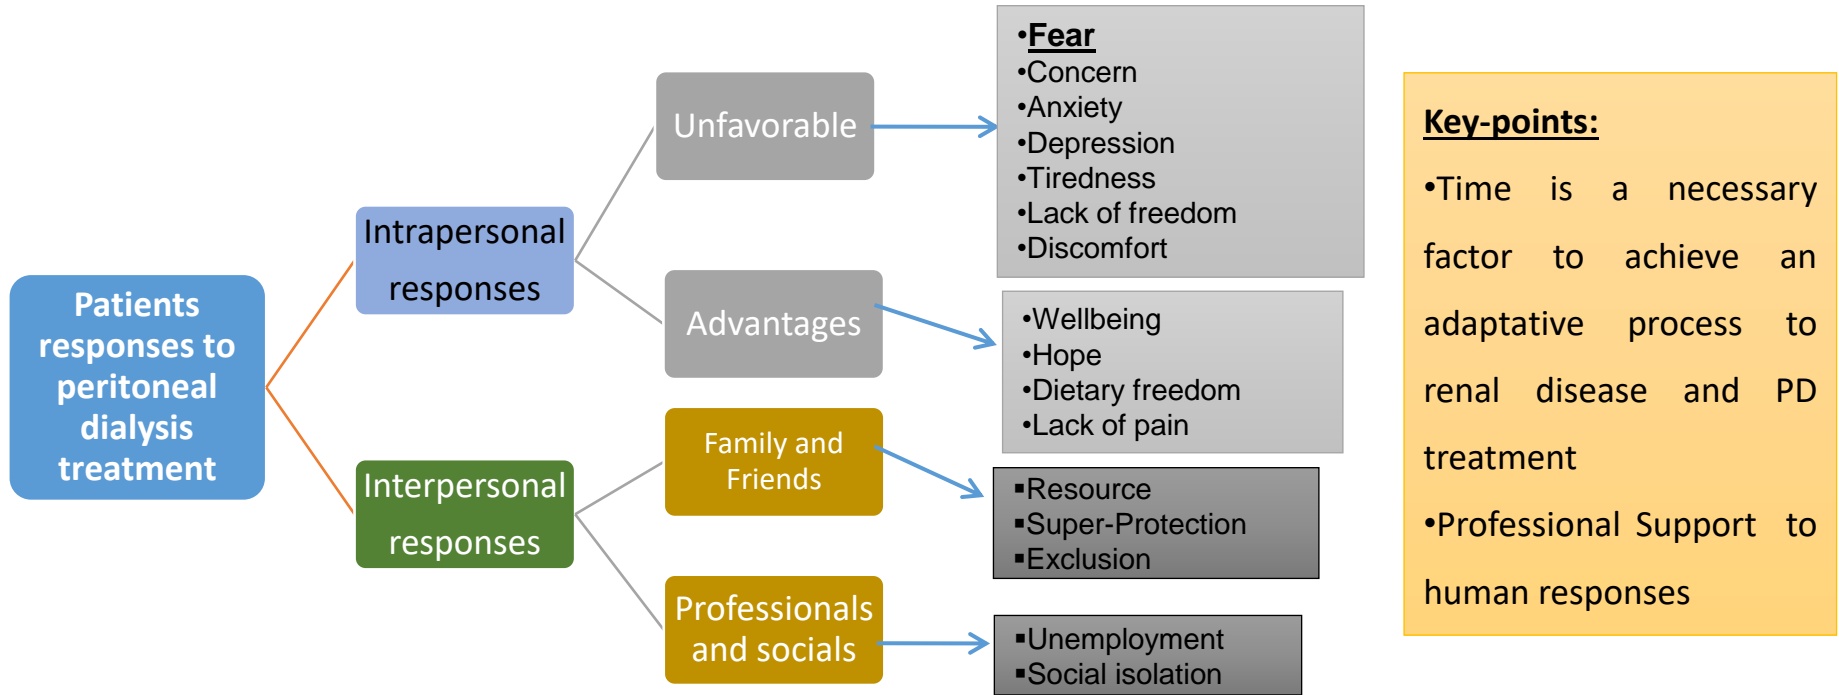 Patients
responses to
peritoneal
dialysis
treatment
Intrapersonal
responses
Interpersonal
responses
Unfavorable
Advantages
Family and
Friends
Professionals
and socials
•Fear
•Concern
•Anxiety
•Depression
•Tiredness
•Lack of freedom
•Discomfort
•Wellbeing
•Hope
•Dietary freedom
•Lack of pain
▪Resource
▪Super-Protection
▪Exclusion
▪Unemployment
▪Social isolation
Key-points:
•Time is a necessary
factor to achieve an
adaptative process to
renal disease and PD
treatment
•Professional Support to
human responses